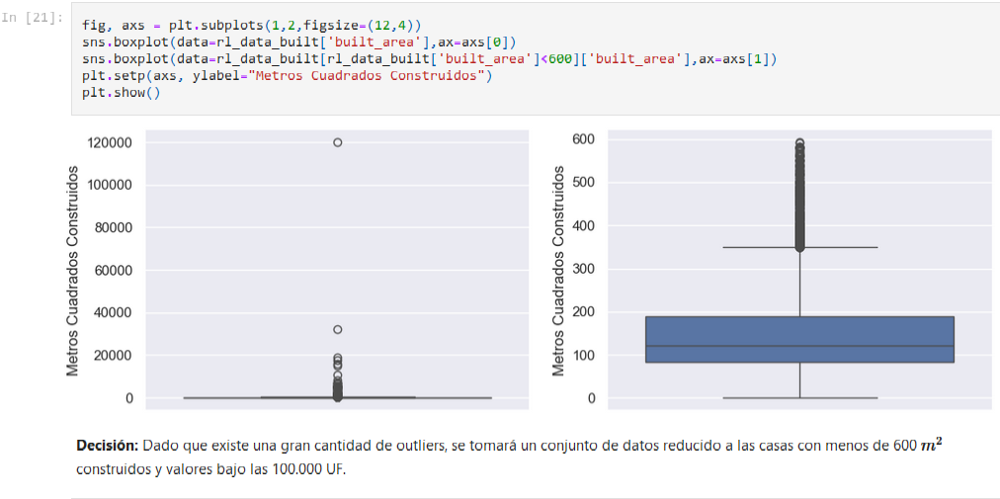 In [21]:
fig, axs = plt.subplots(1,2,figsize=(12,4))
sns.boxplot(data=rl_data_built['built_area'],ax=axs[0])
sns.boxplot(data=rl_data_built[rl_data_built['built_area']<600]['built_area'],ax=axs[1])
plt.setp(axs, ylabel="Metros Cuadrados Construidos")
plt.show()
Metros Cuadrados Construidos
120000
100000
80000
60000
40000
20000
0
Metros Cuadrados Construidos
600
500
400
300
200
100
0
Decisión: Dado que existe una gran cantidad de outliers, se tomará un conjunto de datos reducido a las casas con menos de 600 m²
construidos y valores bajo las 100.000 UF.